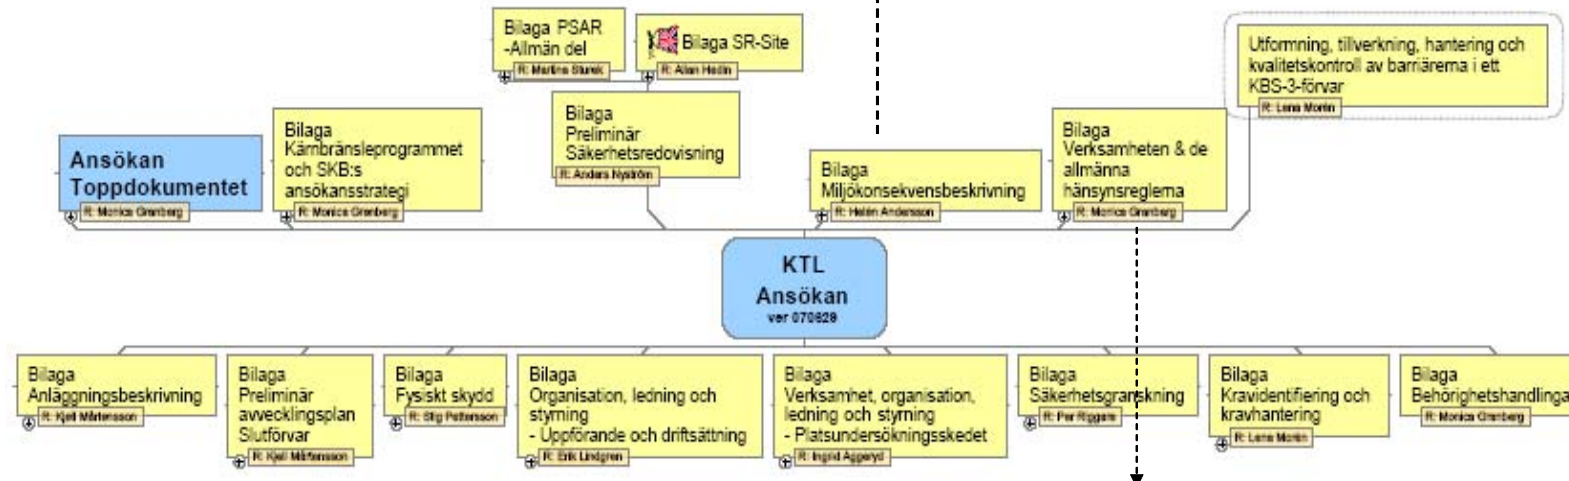 Bilaga PSAR
-Allmän del
R: Martina Sturek
Bilaga SR-Site
R: Allan Hedin
Utformning, tillverkning, hantering och
kvalitetskontroll av barriärerna i ett
KBS-3-förvar
R: Lena Morén
Ansökan
Toppdokumentet
R: Monica Granberg
Bilaga
Kärnbränsleprogrammet
och SKB:s
ansökansstrategi
R: Monica Granberg
Bilaga
Preliminär
Säkerhetsredovisning
R: Anders Nyström
Bilaga
Miljökonsekvensbeskrivning
R: Helén Andersson
Bilaga
Verksamheten & de
allmänna
hänsynsreglerna
R: Monica Granberg
KTL
Ansökan
ver 070629
Bilaga
Anläggningsbeskrivning
R: Kjell Mårtensson
Bilaga
Preliminär
avvecklingsplan
Slutförvar
R: Kjell Mårtensson
Bilaga
Fysiskt skydd
R: Stig Pettersson
Bilaga
Organisation, ledning och
styrning
- Uppförande och driftsättning
R: Erik Lindgren
Bilaga
Verksamhet, organisation,
ledning och styrning
- Platsundersökningsskedet
R: Ingrid Aggeryd
Bilaga
Säkerhetsgranskning
R: Per Riggare
Bilaga
Kravidentifiering och
kravhantering
R: Lena Morén
Bilaga
Behörighetshandlinga
R: Monica Granberg